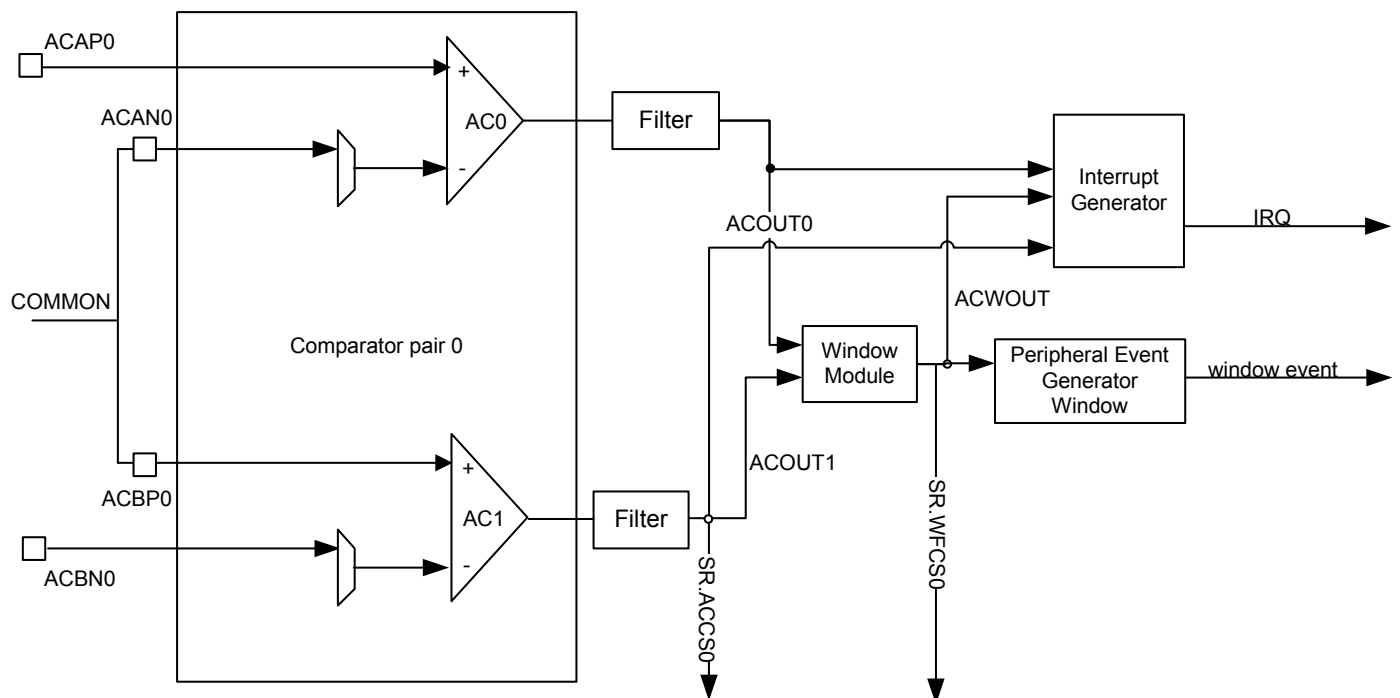 ACAP0
+
ACAN0
AC0
-
Filter
Interrupt
Generator
IRQ
ACOUT0
COMMON
ACWOUT
Comparator pair 0
Window
Module
Peripheral Event
Generator
Window
window event
ACBP0
+
ACOUT1
AC1
-
Filter
ACBN0
SR.ACCS0
SR.WFCS0